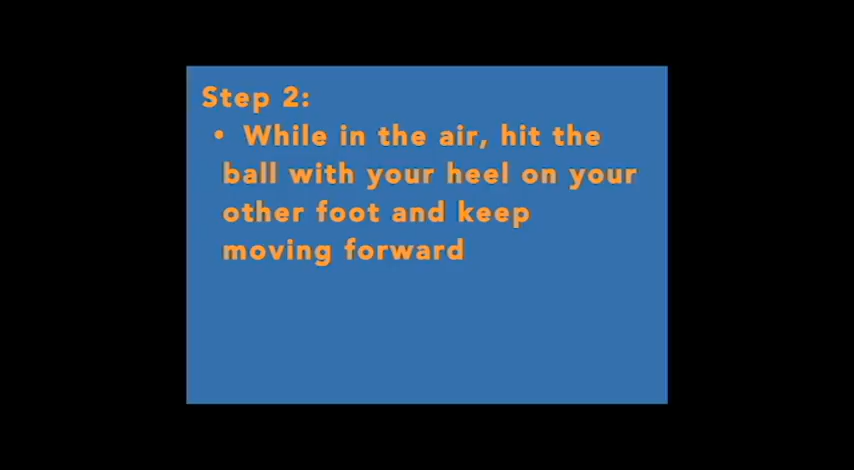 Step 2:
• While in the air, hit the
ball with your heel on your
other foot and keep
moving forward